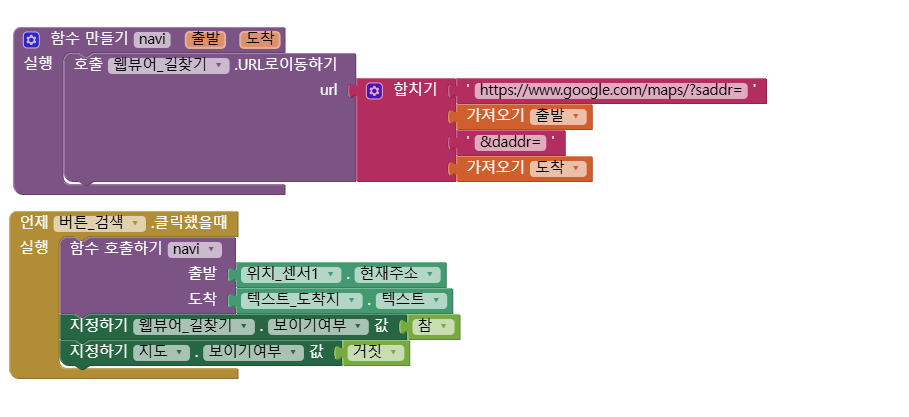 함수 만들기 navi 출발 도착
실행 호출 웹뷰어_길찾기 .URL로이동하기
url 합치기 ' https://www.google.com/maps/?saddr= '
가져오기 출발
' &daddr= '
가져오기 도착
언제 버튼_검색 .클릭했을때
실행 함수 호출하기 navi
출발 위치_센서1 . 현재주소
도착 텍스트_도착지 . 텍스트
지정하기 웹뷰어_길찾기 . 보이기여부 값 참
지정하기 지도 . 보이기여부 값 거짓